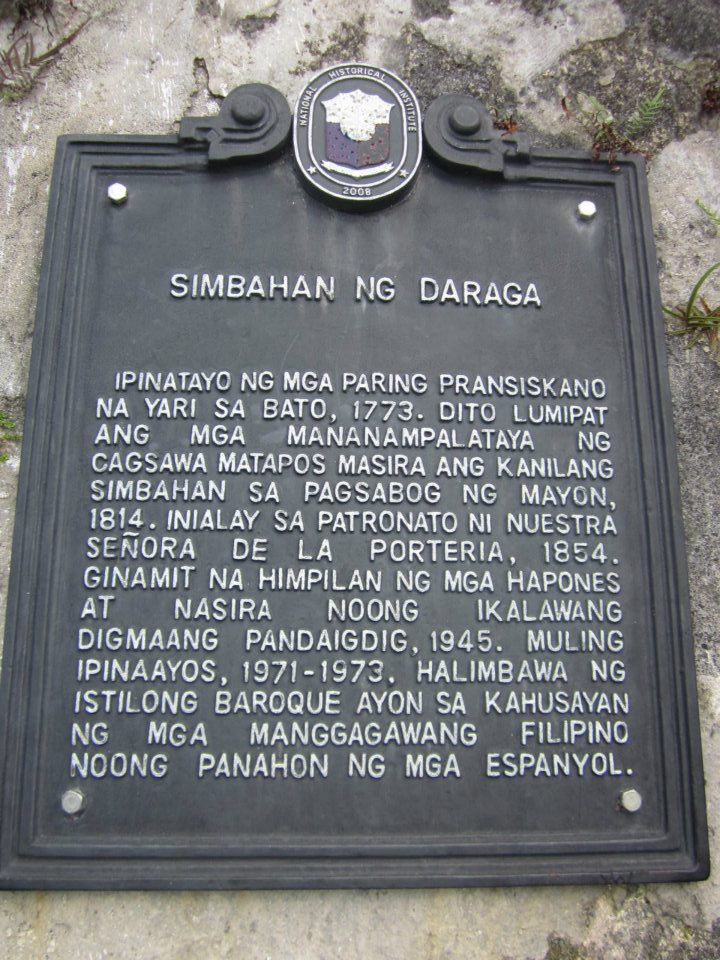 NATIONAL HISTORICAL INSTITUTE
2008
SIMBAHAN NG DARAGA
IPINATAYO NG MGA PARING PRANSISKANO
NA YARI SA BATO, 1773. DITO LUMIPAT
ANG MGA MANANAMPALATAYA NG
CAGSAWA MATAPOS MASIRA ANG KANILANG
SIMBAHAN SA PAGSABOG NG MAYON,
1814. INIALAY SA PATRONATO NI NUESTRA
SEÑORA DE LA PORTERIA, 1854.
GINAMIT NA HIMPILAN NG MGA HAPONES
AT NASIRA NOONG IKALAWANG
DIGMAANG PANDAIGDIG, 1945. MULING
IPINAAYOS, 1971-1973. HALIMBAWA NG
ISTILONG BAROQUE AYON SA KAHUSAYAN
NG MGA MANGGAGAWANG FILIPINO
NOONG PANAHON NG MGA ESPANYOL.